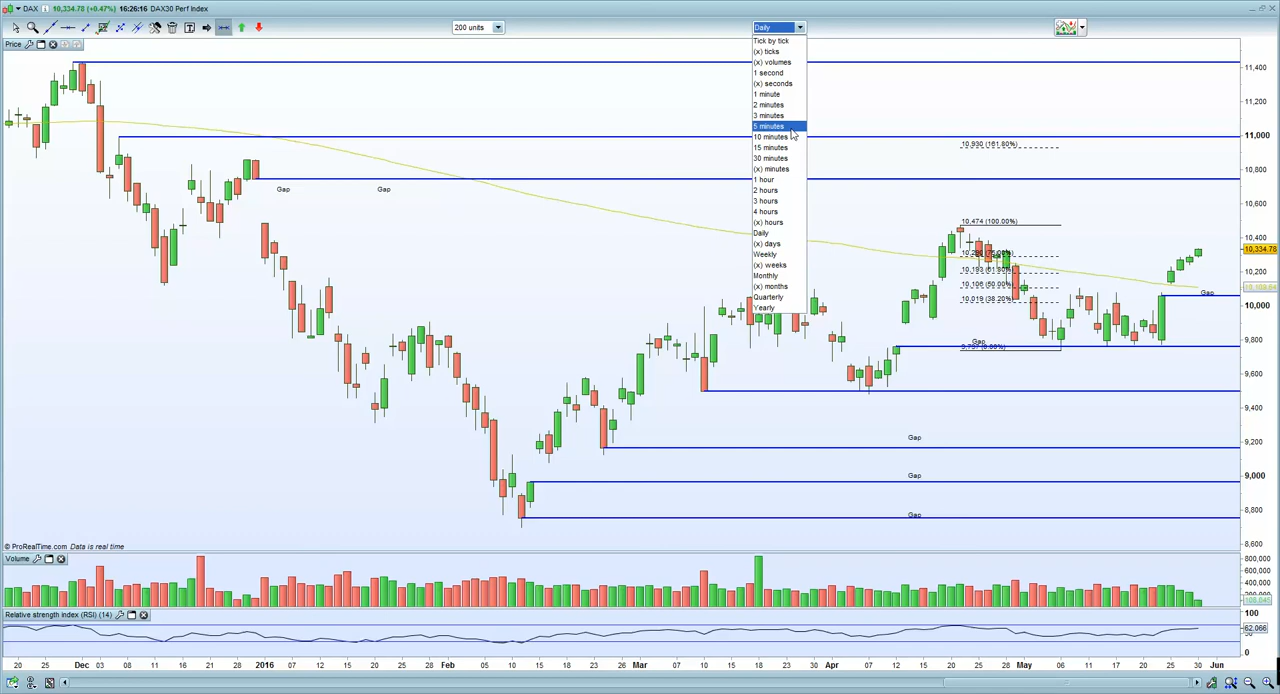 DAX 10,334.78 (+0.47%) 16:26:16 DAX30 Perf Index
200 units
Daily
Price
Tick by tick
(x) ticks
(x) volumes
1 second
(x) seconds
1 minute
2 minutes
3 minutes
5 minutes
10 minutes
15 minutes
30 minutes
(x) minutes
1 hour
2 hours
3 hours
4 hours
(x) hours
Daily
(x) days
Weekly
(x) weeks
Monthly
(x) months
Quarterly
Yearly
11,400
11,200
11,000
10,800
10,600
10,400
10,334.78
10,200
10,000
9,800
9,600
9,400
9,200
9,000
8,800
8,600
10,930 (161.80%)
Gap Gap
10,474 (100.00%)
10,193 (61.80%)
10,106 (50.00%)
10,019 (38.20%)
Gap
Gap
Gap
Gap
Gap
© ProRealTime.com Data is real time
Volume
800,000
600,000
400,000
Relative strength index (RSI) (14)
100
62.066
0
20 25 Dec 03 08 11 16 21 28 2016 07 12 15 20 25 28 Feb 05 10 15 18 23 26 Mar 07 10 15 18 23 30 Apr 07 12 15 20 25 28 May 06 11 17 20 25 30 Jun